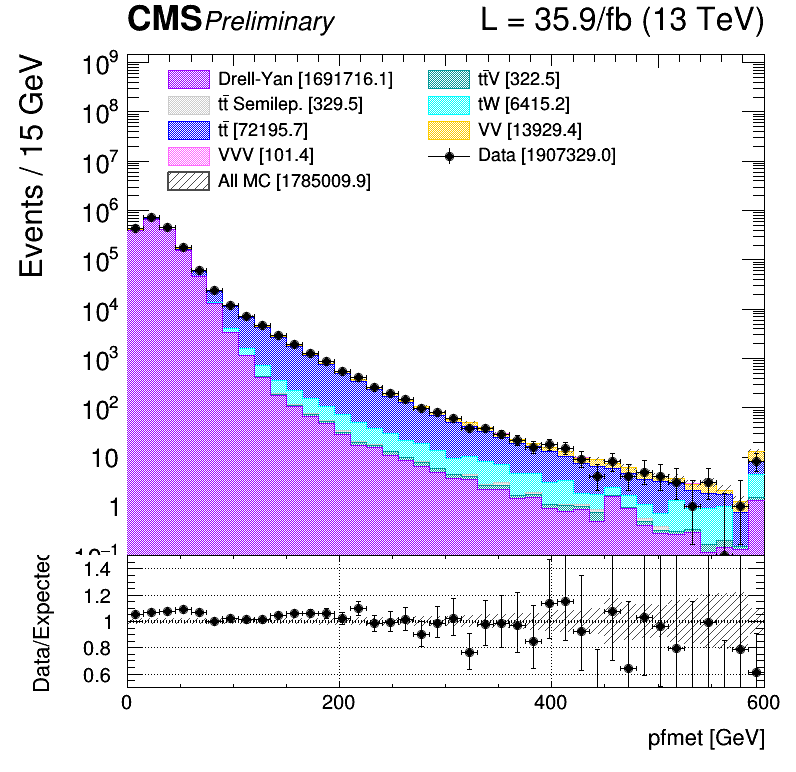 CMS Preliminary L = 35.9/fb (13 TeV)
Events / 15 GeV
10⁹
10⁸
10⁷
10⁶
10⁵
10⁴
10³
10²
10
1
10⁻¹
Drell-Yan [1691716.1]
tt̄ Semilep. [329.5]
tt̄ [72195.7]
VVV [101.4]
All MC [1785009.9]
tt̄V [322.5]
tW [6415.2]
VV [13929.4]
Data [1907329.0]
Data/Expected
1.4
1.2
1
0.8
0.6
0 200 400 600
pfmet [GeV]